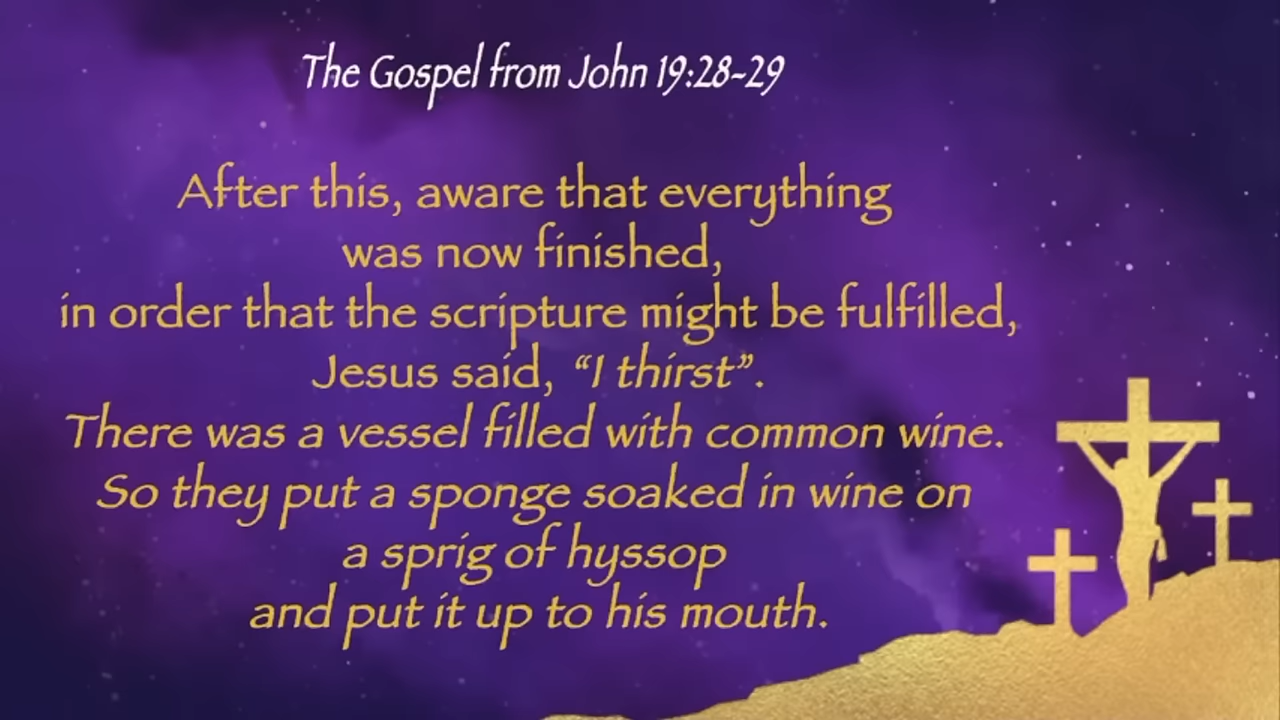 The Gospel from John 19:28-29
After this, aware that everything
was now finished,
in order that the scripture might be fulfilled,
Jesus said, “I thirst”.
There was a vessel filled with common wine.
So they put a sponge soaked in wine on
a sprig of hyssop
and put it up to his mouth.